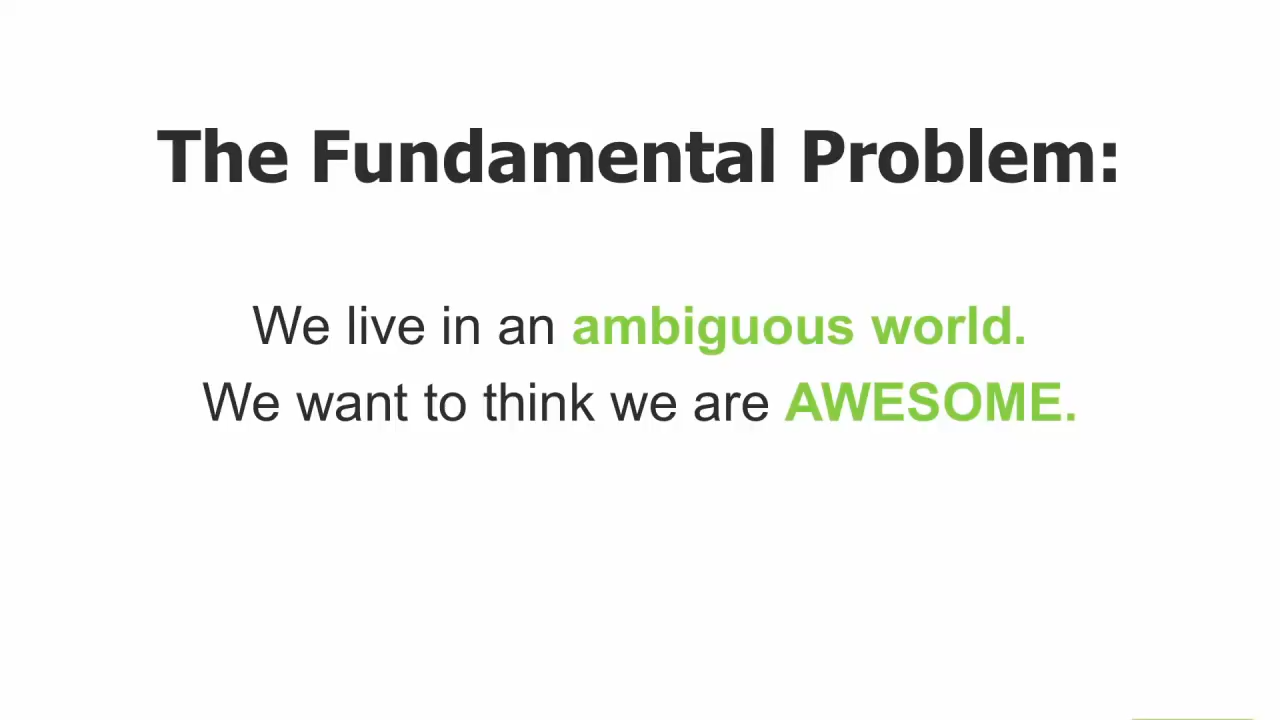 The Fundamental Problem:
We live in an ambiguous world.
We want to think we are AWESOME.